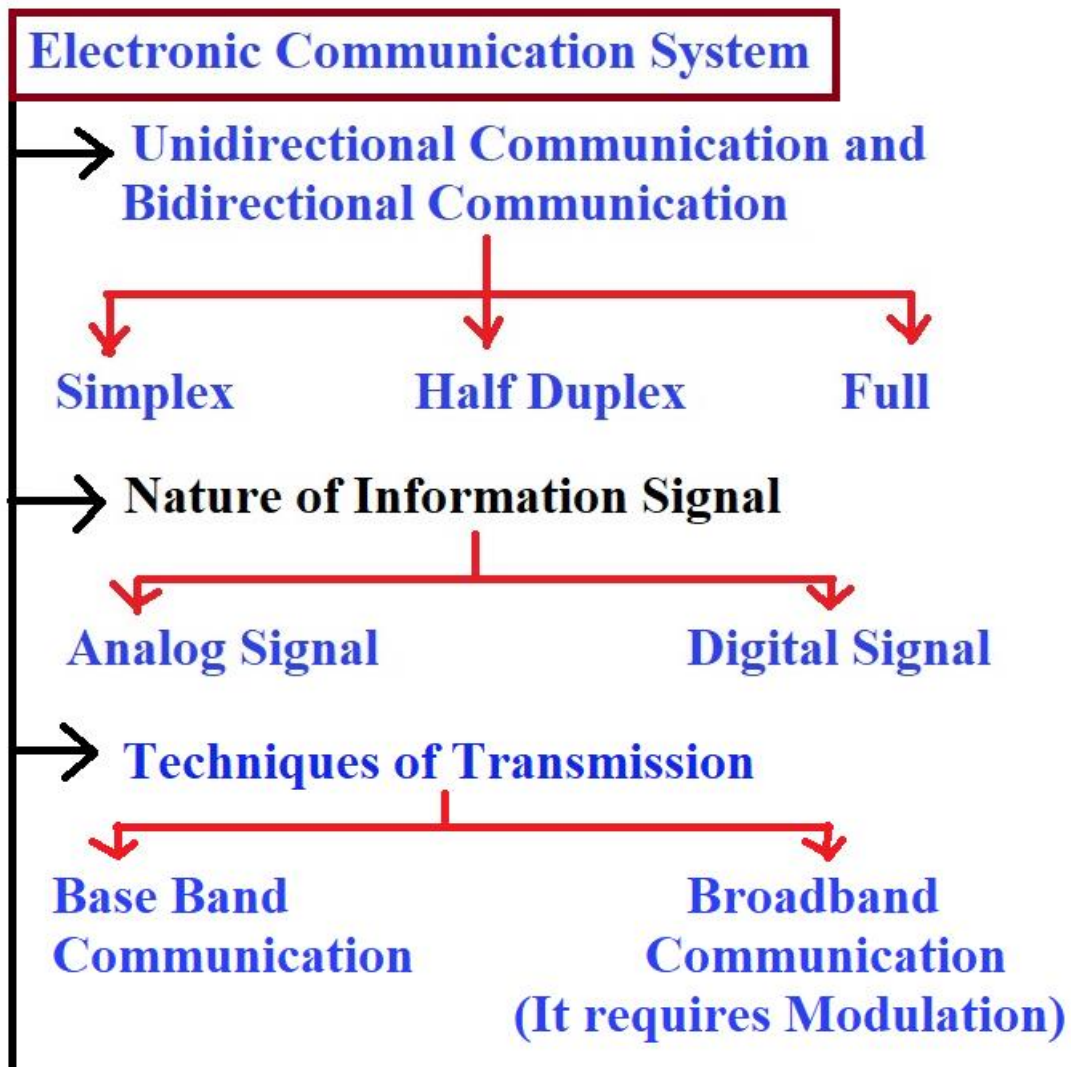 Electronic Communication System
Unidirectional Communication and
Bidirectional Communication
Simplex Half Duplex Full
Nature of Information Signal
Analog Signal Digital Signal
Techniques of Transmission
Base Band
Communication
Broadband
Communication
(It requires Modulation)